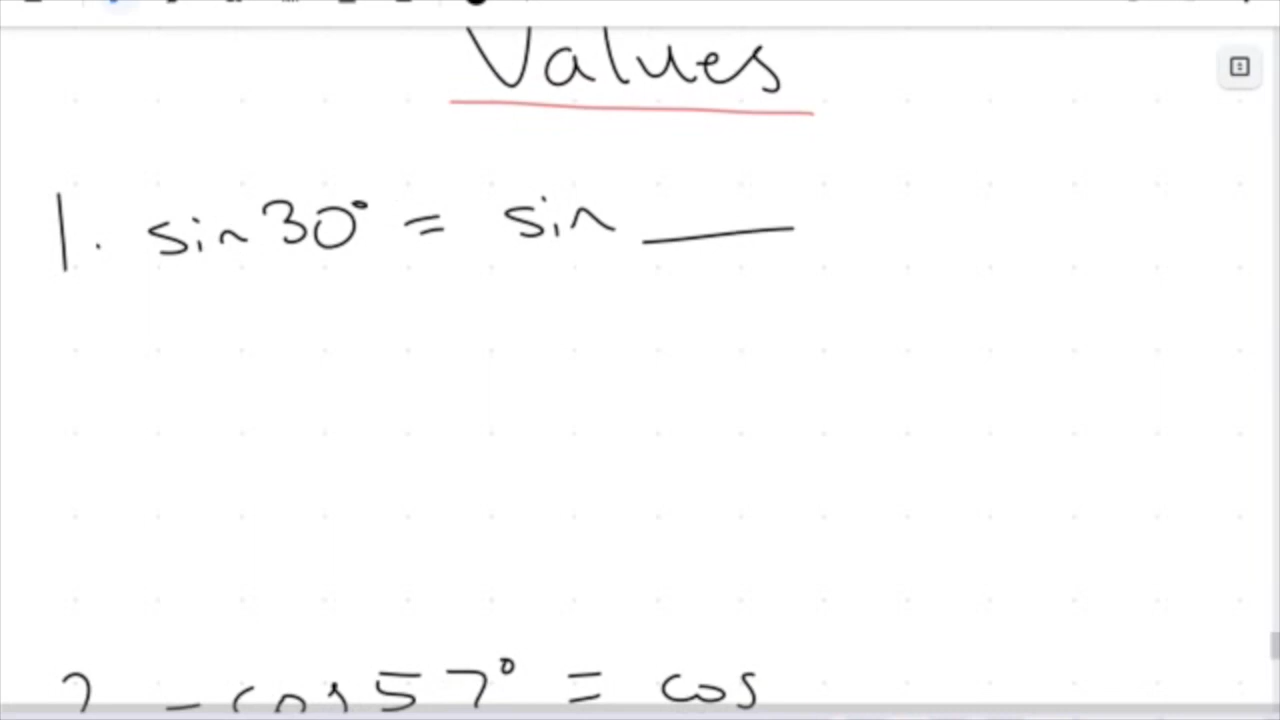 Values
1. sin 30° = sin ___
2. - cos 57° = cos